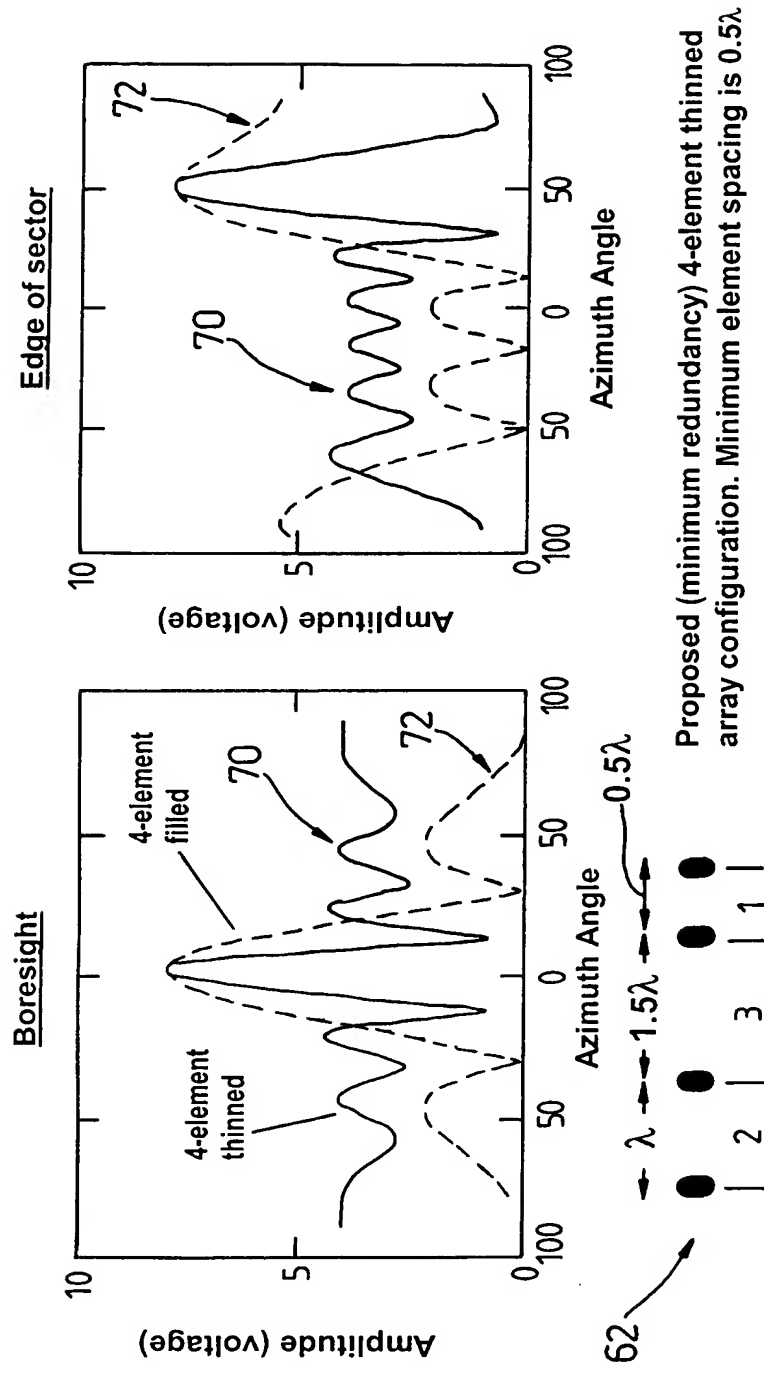 Boresight
10
5
0
Amplitude (voltage)
4-element
thinned
4-element
filled
70
72
100
50
0
50
100
Azimuth Angle
Edge of sector
10
5
0
Amplitude (voltage)
70
72
100
50
0
50
100
Azimuth Angle
62
λ
1.5λ
0.5λ
2
3
1
Proposed (minimum redundancy) 4-element thinned
array configuration. Minimum element spacing is 0.5λ